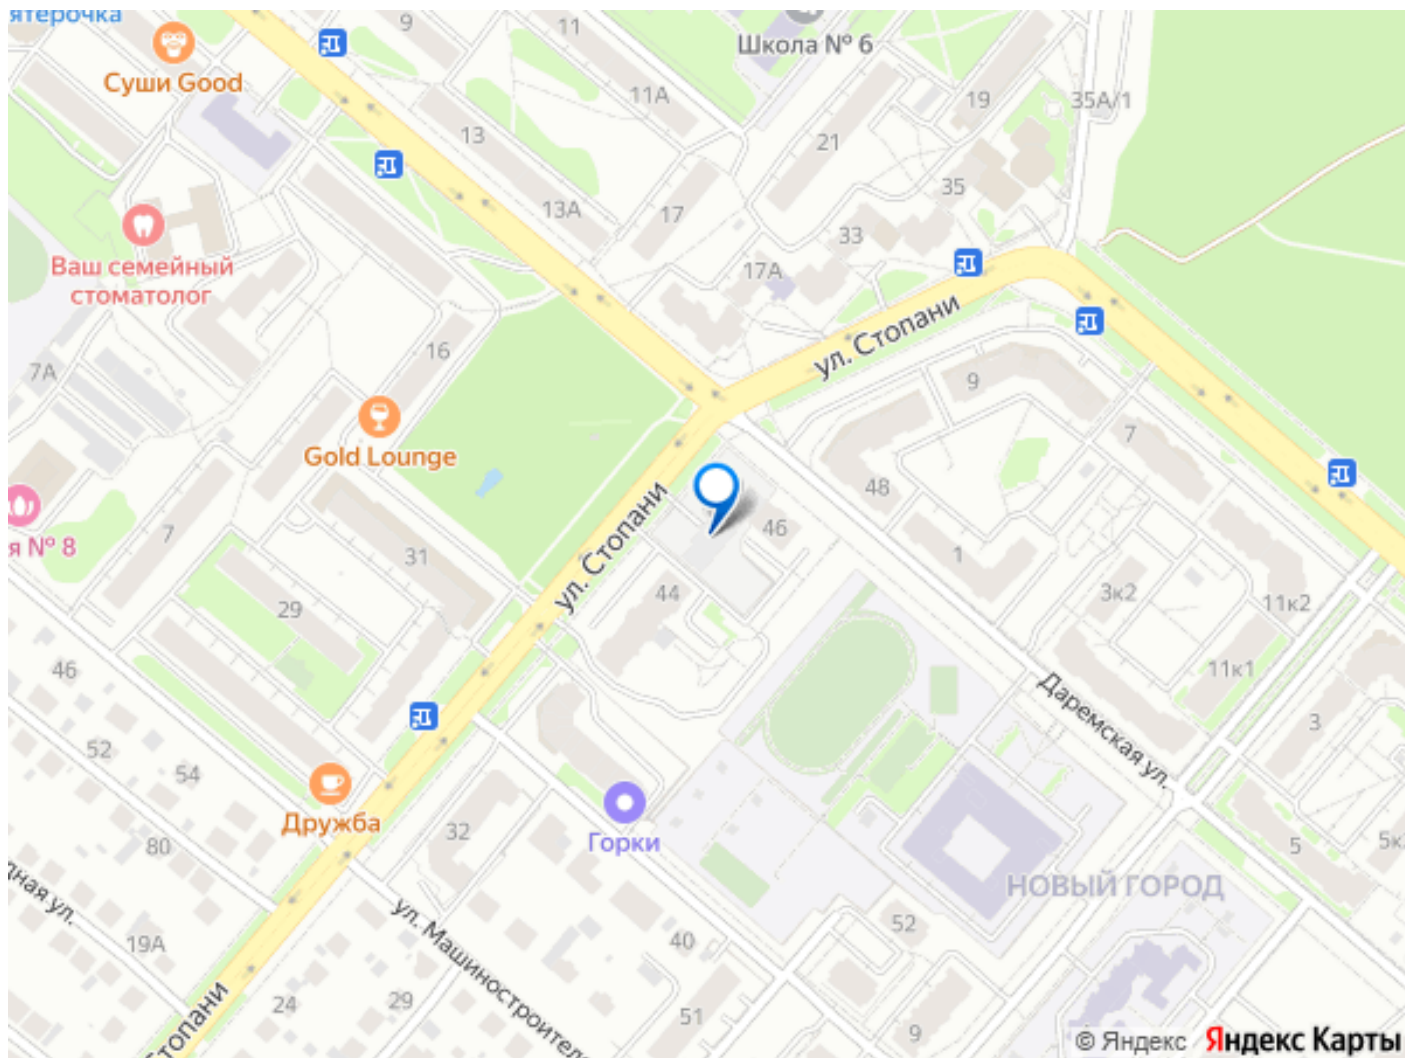 ятерочка
9
11
Школа № 6
Суши Good
11А
19
35А/1
13
21
35
13А
17
33
Ваш семейный
стоматолог
17А
ул. Стопани
16
7А
9
Gold Lounge
7
48
46
7
я № 8
31
ул. Стопани
1
29
44
3к2
11к2
46
11к1
Даремская ул.
3
52
54
Дружба
32
Горки
80
5
5к
НОВЫЙ ГОРОД
дная ул.
ул. Машиностроител
19А
40
52
24
29
51
9
Стопани
© Яндекс Яндекс Карты